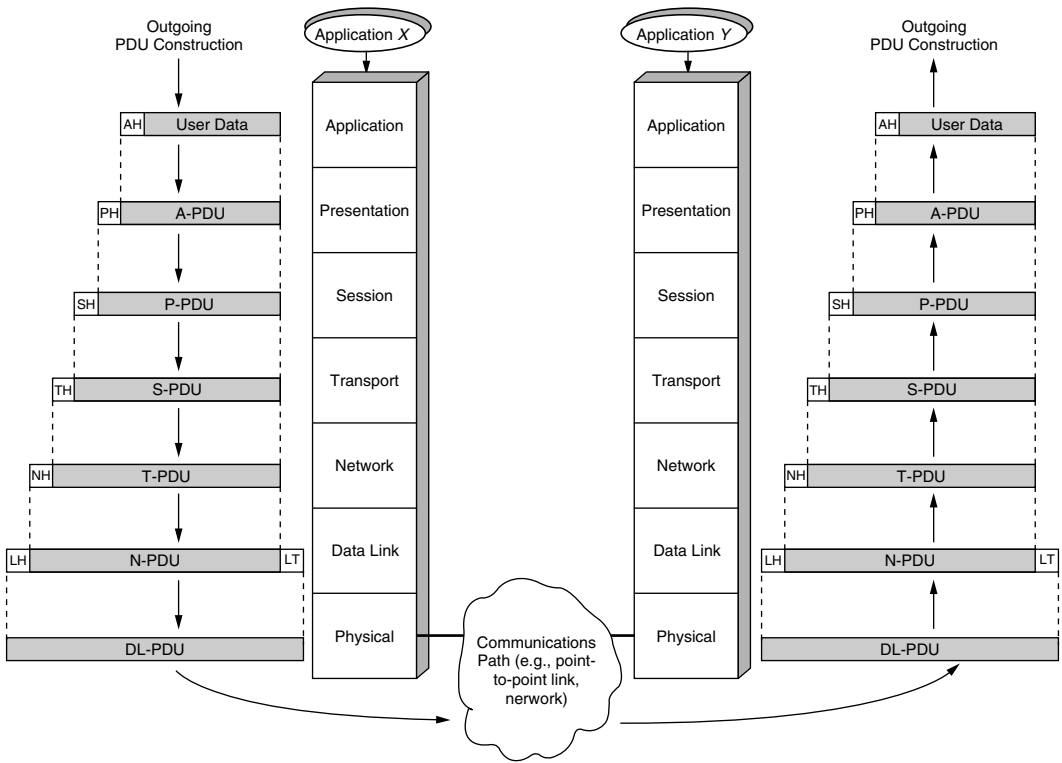 Outgoing
PDU Construction
Application X
Application Y
Outgoing
PDU Construction
AH
User Data
Application
Application
AH
User Data
PH
A-PDU
Presentation
Presentation
PH
A-PDU
SH
P-PDU
Session
Session
SH
P-PDU
TH
S-PDU
Transport
Transport
TH
S-PDU
NH
T-PDU
Network
Network
NH
T-PDU
LH
N-PDU
LT
Data Link
Data Link
LH
N-PDU
LT
DL-PDU
Physical
Communications
Path (e.g., point-
to-point link,
nerwork)
Physical
DL-PDU